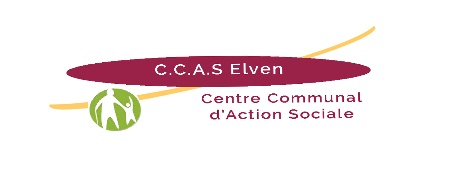 C.C.A.S Elven
Centre Communal
d'Action Sociale